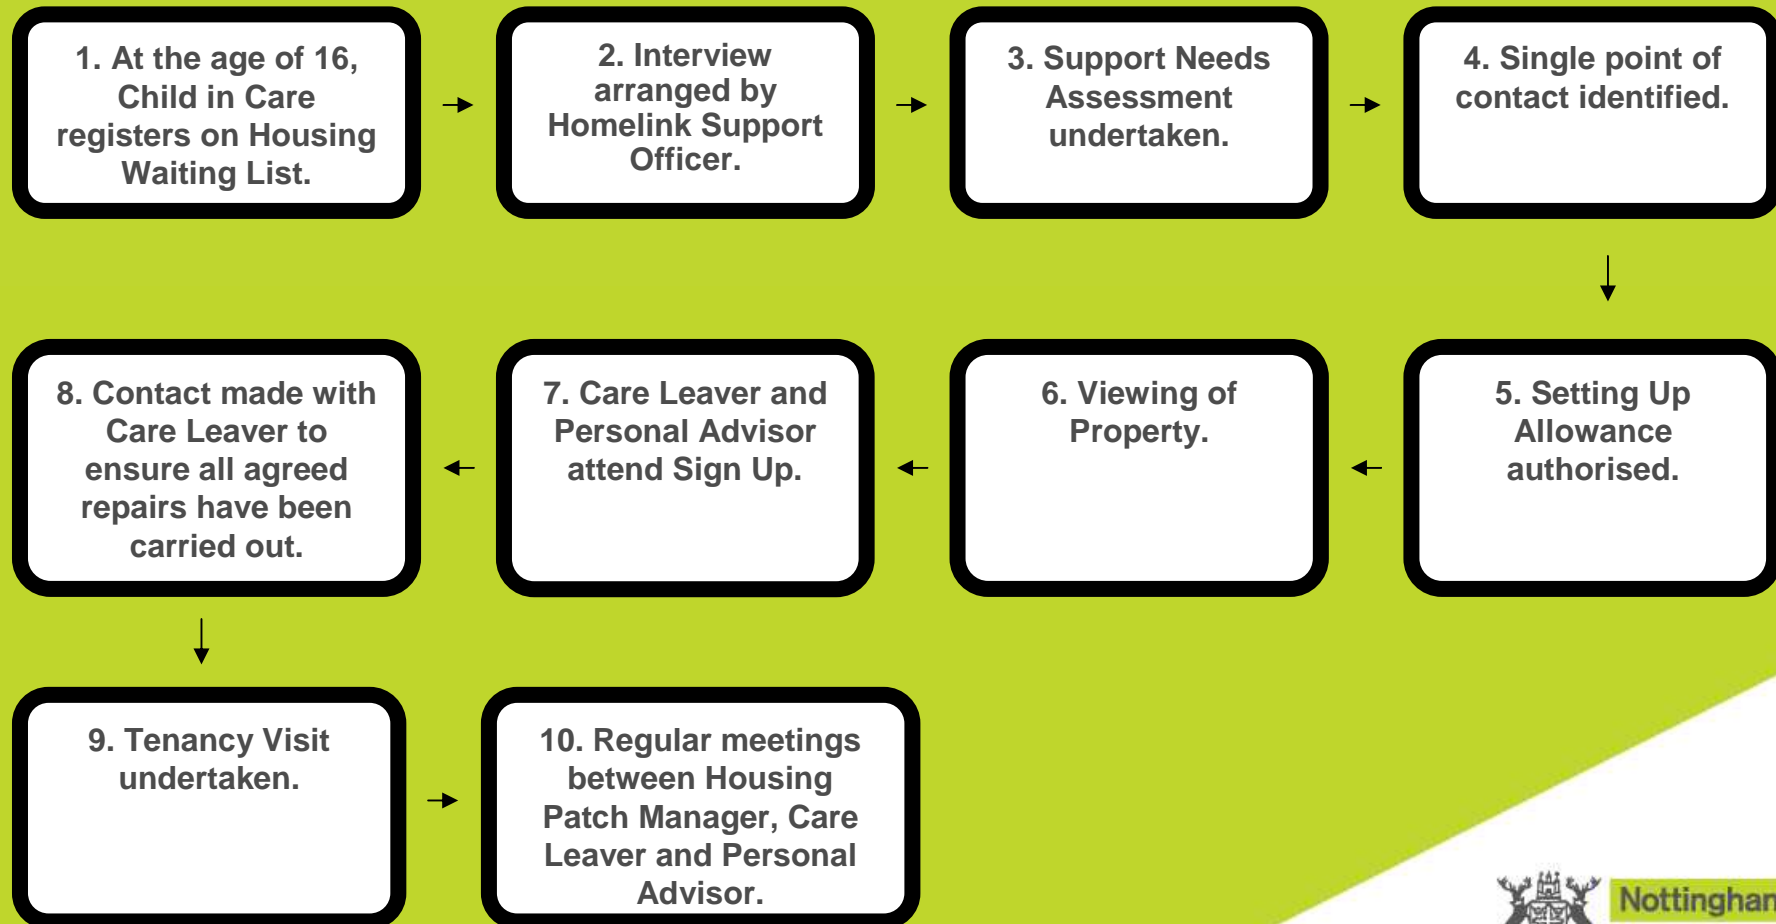 1. At the age of 16,
Child in Care
registers on Housing
Waiting List.
2. Interview
arranged by
Homelink Support
Officer.
3. Support Needs
Assessment
undertaken.
4. Single point of
contact identified.
5. Setting Up
Allowance
authorised.
6. Viewing of
Property.
7. Care Leaver and
Personal Advisor
attend Sign Up.
8. Contact made with
Care Leaver to
ensure all agreed
repairs have been
carried out.
9. Tenancy Visit
undertaken.
10. Regular meetings
between Housing
Patch Manager, Care
Leaver and Personal
Advisor.